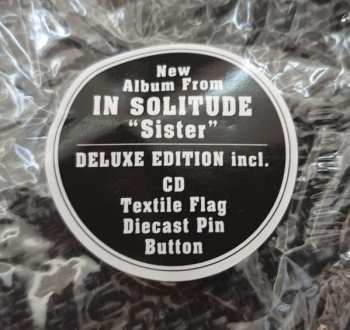 New
Album From
IN SOLITUDE
"Sister"
DELUXE EDITION incl.
CD
Textile Flag
Diecast Pin
Button